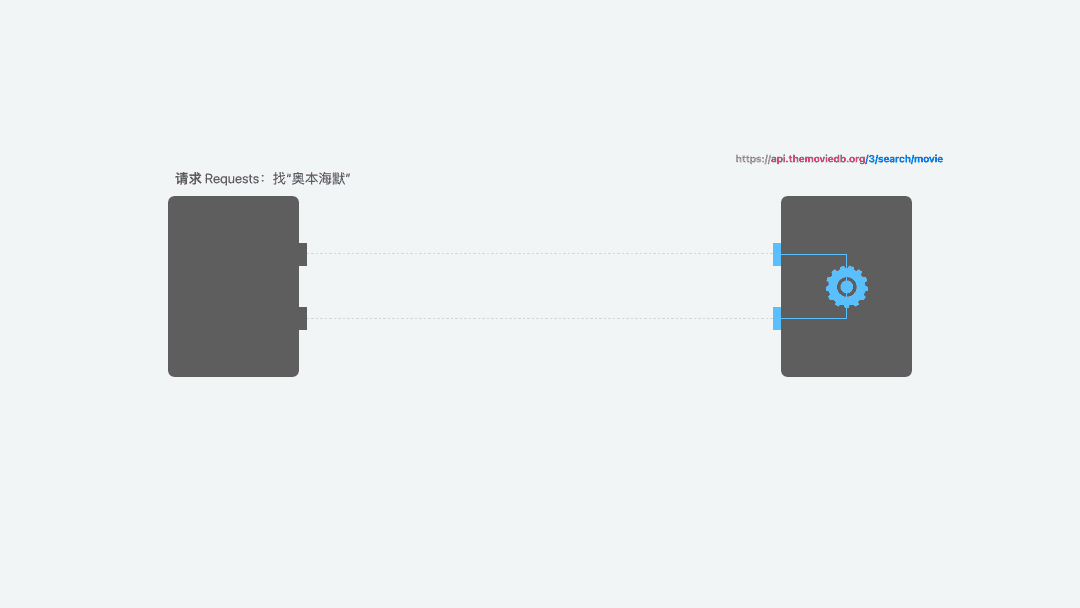 https://api.themoviedb.org/3/search/movie
请求 Requests：找“奥本海默”